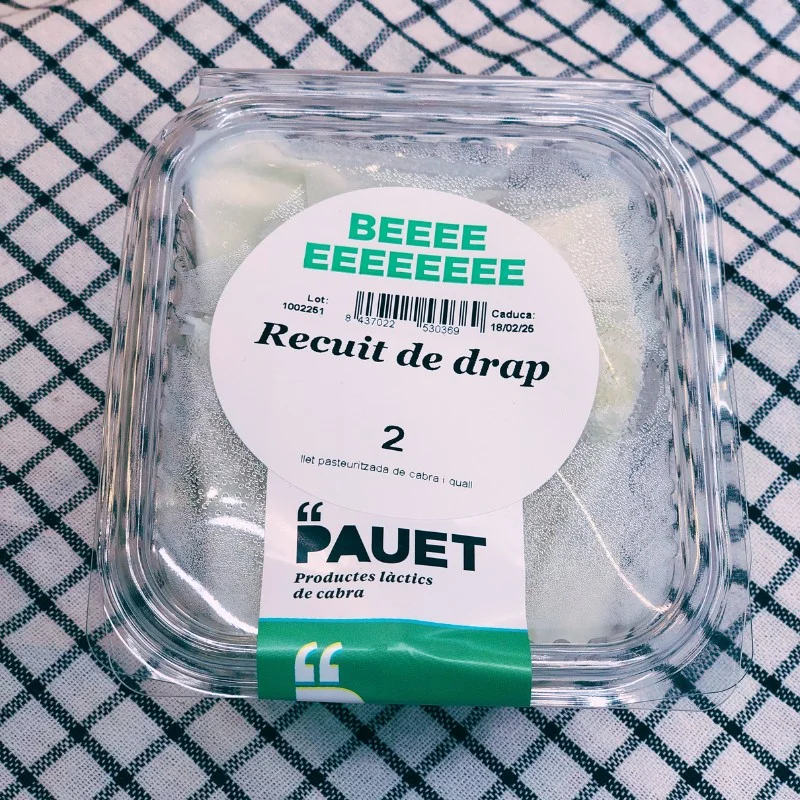 BEEEE
EEEEEEEE
Lot:
1002251
8 437022 530369
Caduca:
18/02/25
Recuit de drap
2
llet pasteuritzada de cabra i quall
“PAUET
Productes làctics
de cabra
“